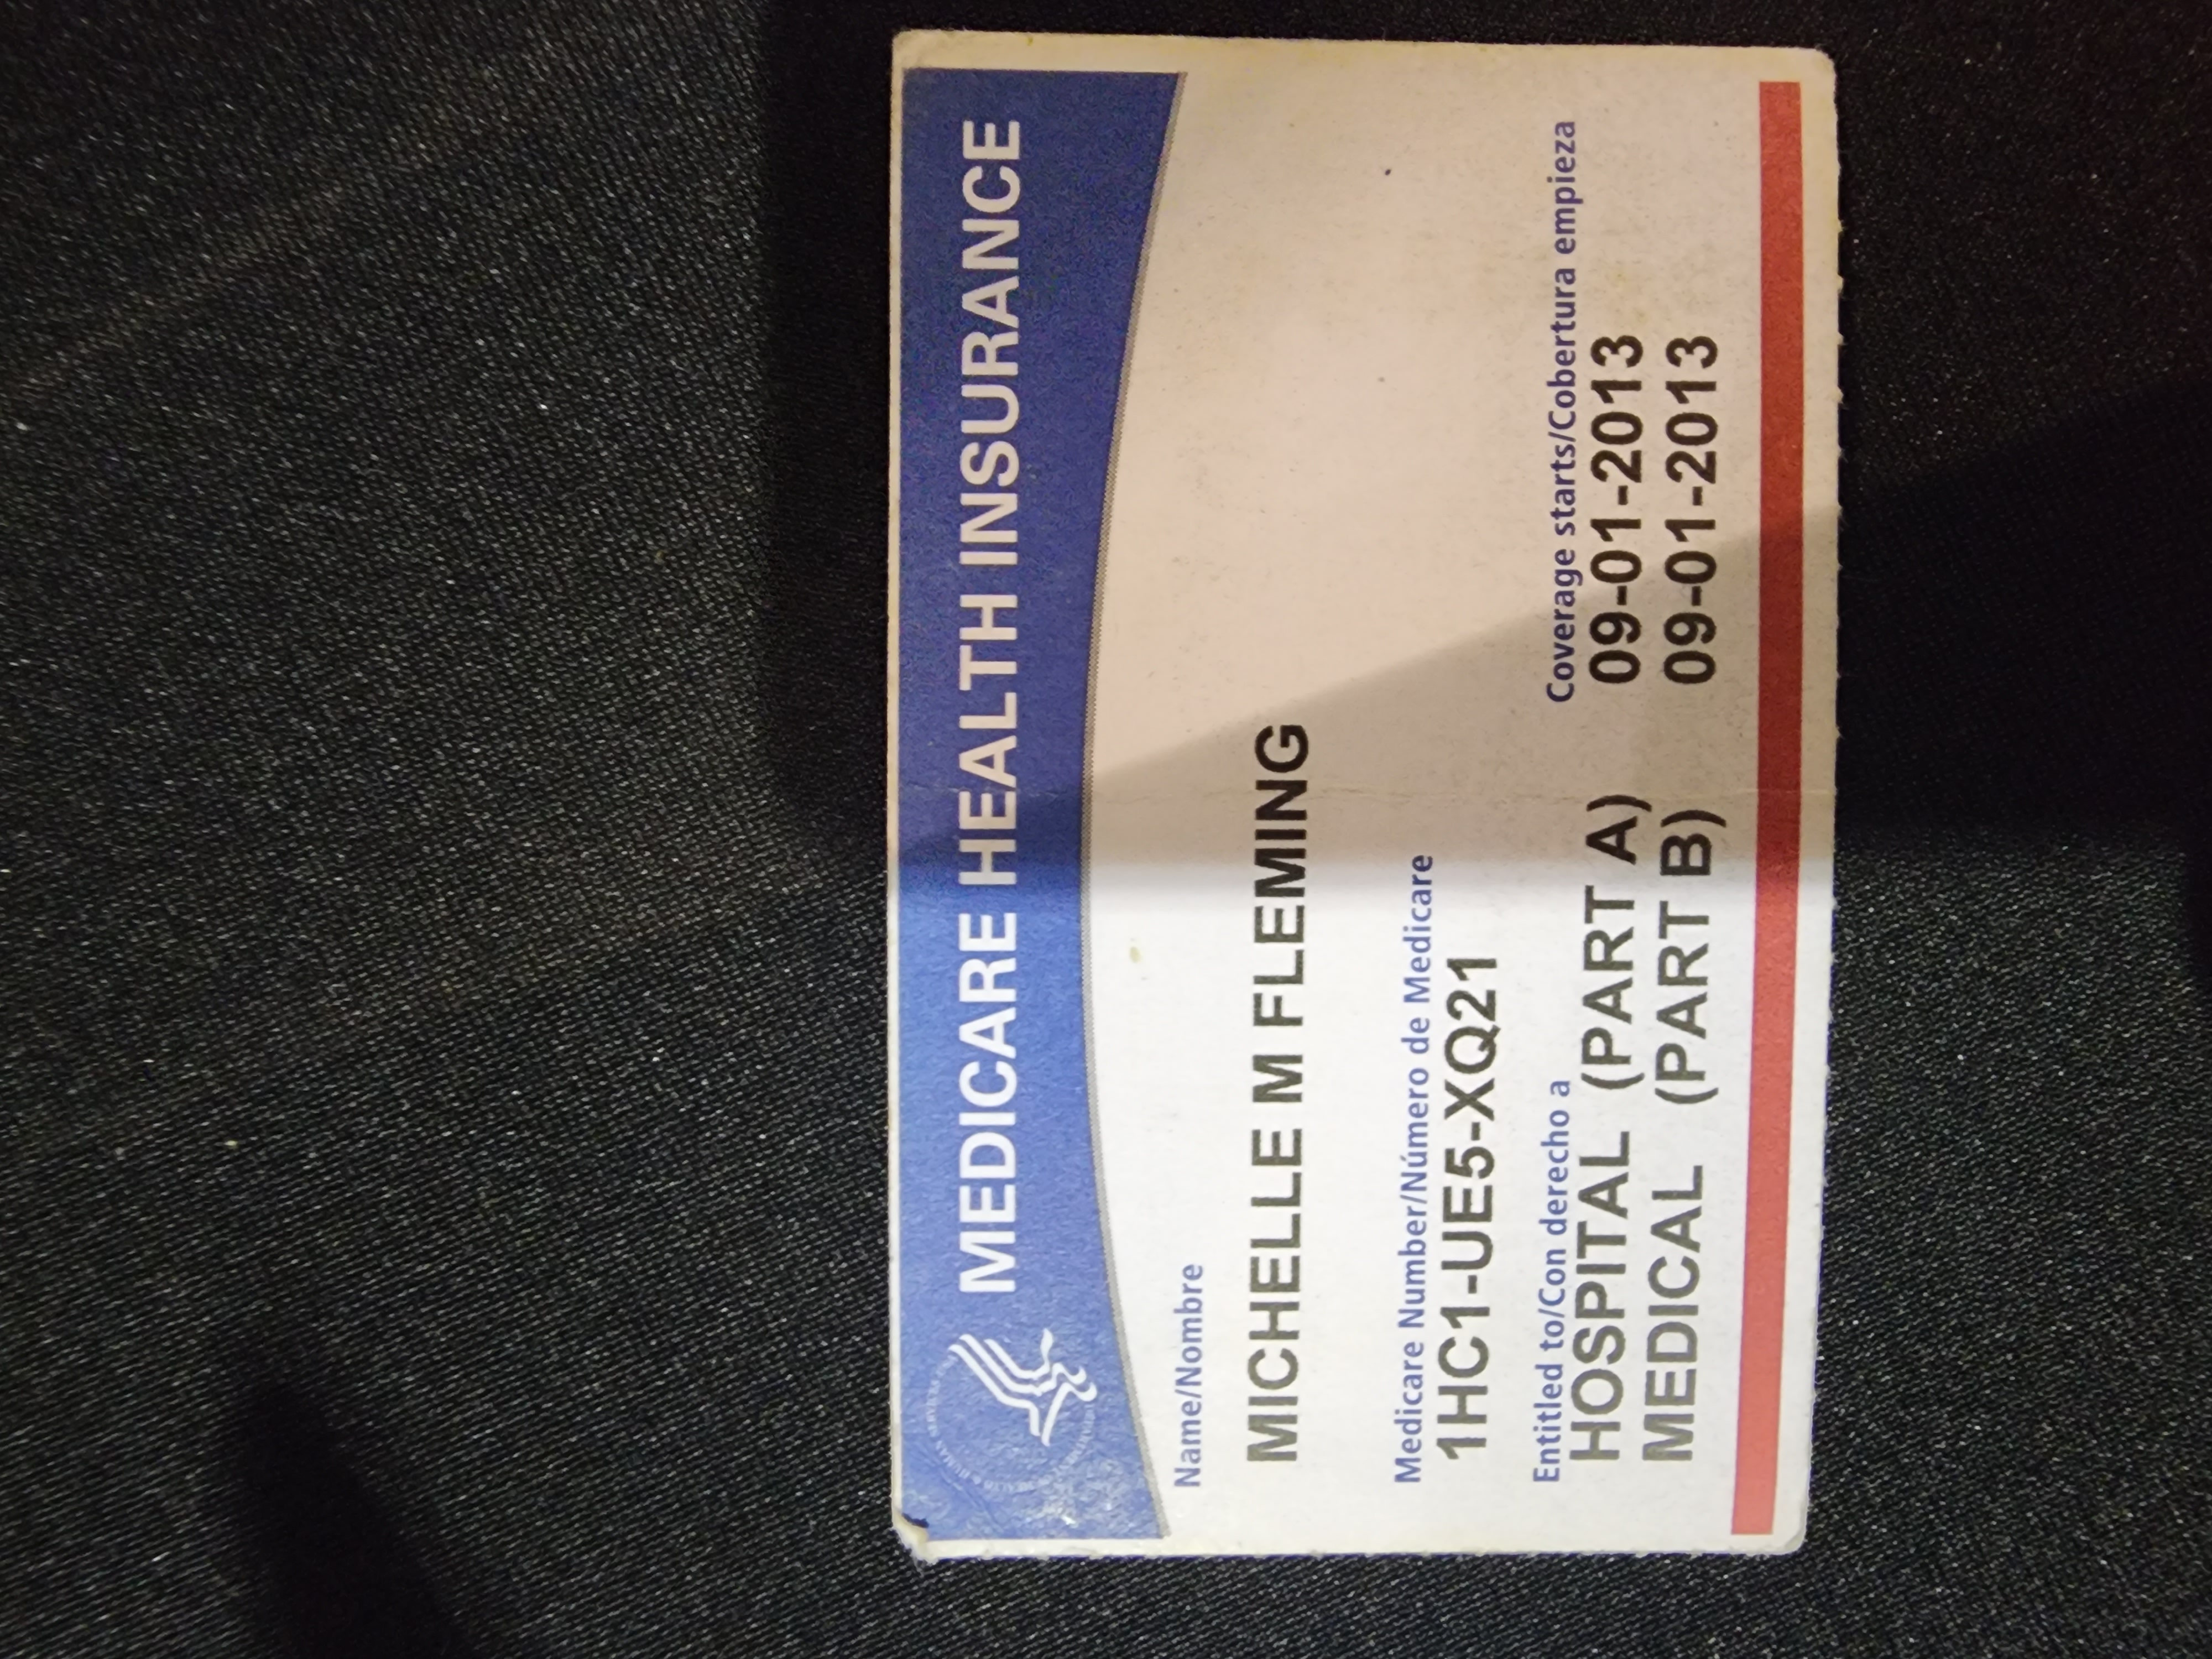 MEDICARE HEALTH INSURANCE
Name/Nombre
MICHELLE M FLEMING
Medicare Number/Número de Medicare
1HC1-UE5-XQ21
Entitled to/Con derecho a
Coverage starts/Cobertura empieza
HOSPITAL (PART A) 09-01-2013
MEDICAL (PART B) 09-01-2013